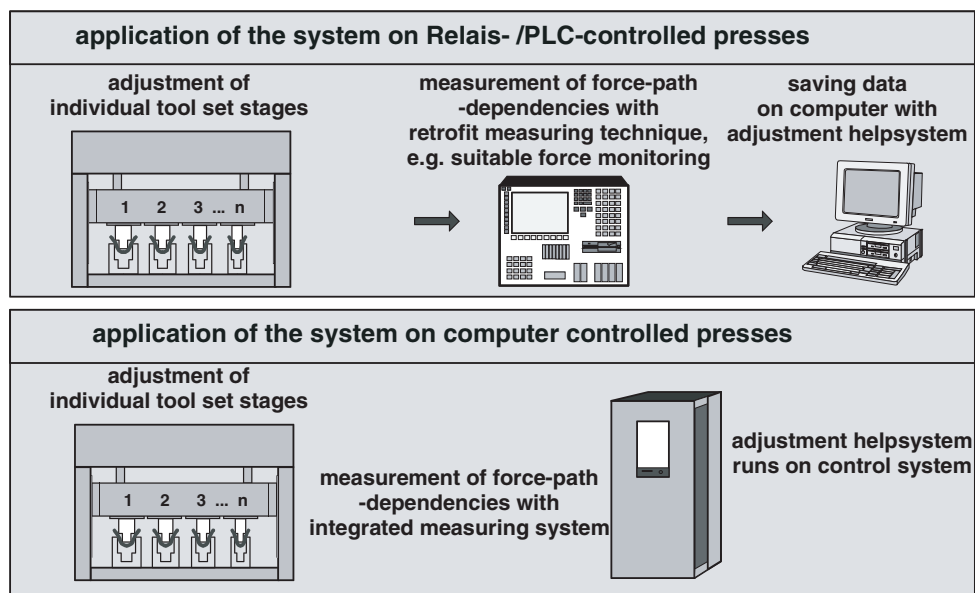 application of the system on Relais- /PLC-controlled presses
adjustment of
individual tool set stages
1 2 3 ... n
measurement of force-path
-dependencies with
retrofit measuring technique,
e.g. suitable force monitoring
saving data
on computer with
adjustment helpsystem
application of the system on computer controlled presses
adjustment of
individual tool set stages
1 2 3 ... n
measurement of force-path
-dependencies with
integrated measuring system
adjustment helpsystem
runs on control system